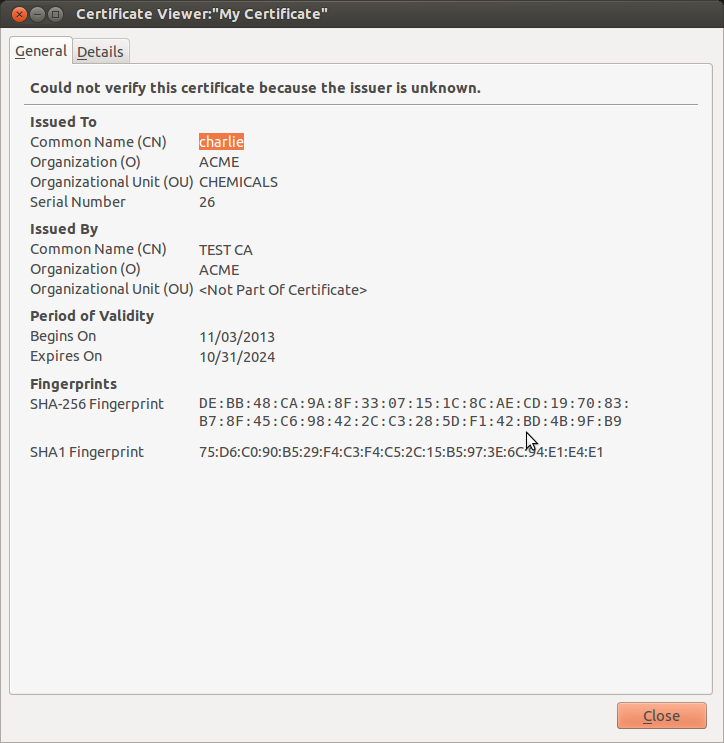 Certificate Viewer:"My Certificate"
General Details
Could not verify this certificate because the issuer is unknown.
Issued To
Common Name (CN) charlie
Organization (O) ACME
Organizational Unit (OU) CHEMICALS
Serial Number 26
Issued By
Common Name (CN) TEST CA
Organization (O) ACME
Organizational Unit (OU) <Not Part Of Certificate>
Period of Validity
Begins On 11/03/2013
Expires On 10/31/2024
Fingerprints
SHA-256 Fingerprint DE:BB:48:CA:9A:8F:33:07:15:1C:8C:AE:CD:19:70:83:
B7:8F:45:C6:98:42:2C:C3:28:5D:F1:42:BD:4B:9F:B9
SHA1 Fingerprint 75:D6:C0:90:B5:29:F4:C3:F4:C5:2C:15:B5:97:3E:6C:94:E1:E4:E1
Close